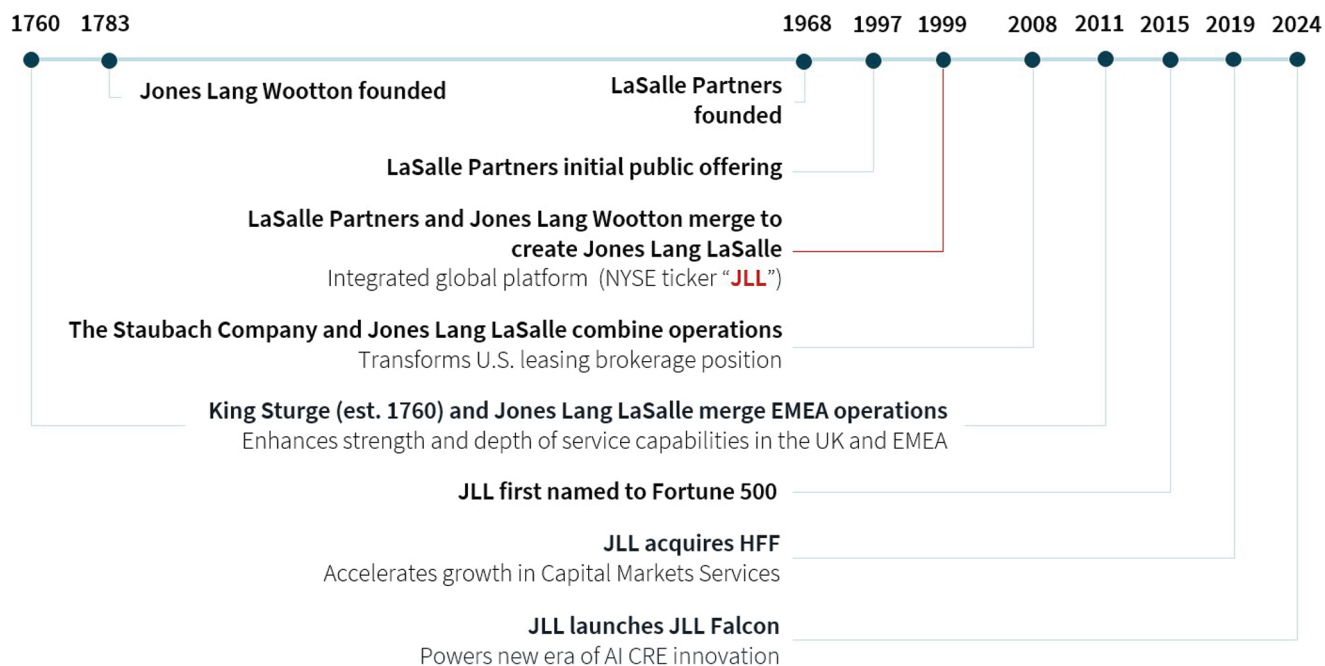 1760 1783 1968 1997 1999 2008 2011 2015 2019 2024
Jones Lang Wootton founded
LaSalle Partners
founded
LaSalle Partners initial public offering
LaSalle Partners and Jones Lang Wootton merge to
create Jones Lang LaSalle
Integrated global platform (NYSE ticker “JLL”)
The Staubach Company and Jones Lang LaSalle combine operations
Transforms U.S. leasing brokerage position
King Sturge (est. 1760) and Jones Lang LaSalle merge EMEA operations
Enhances strength and depth of service capabilities in the UK and EMEA
JLL first named to Fortune 500
JLL acquires HFF
Accelerates growth in Capital Markets Services
JLL launches JLL Falcon
Powers new era of AI CRE innovation